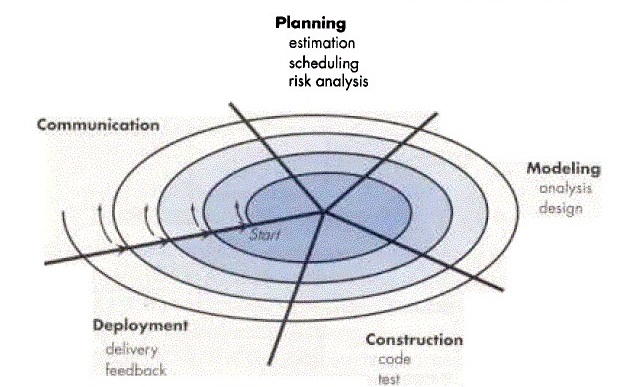 Planning
estimation
scheduling
risk analysis
Communication
Modeling
analysis
design
Start
Deployment
delivery
feedback
Construction
code
test